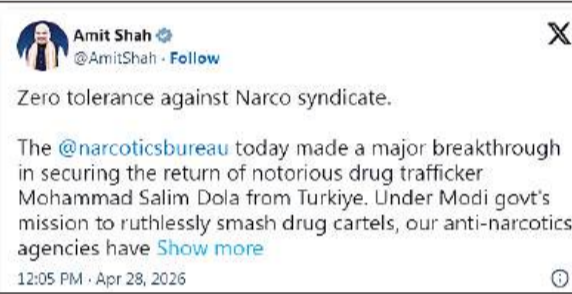 Amit Shah
X
@AmitShah · Follow
Zero tolerance against Narco syndicate.
The @narcoticsbureau today made a major breakthrough
in securing the return of notorious drug trafficker
Mohammad Salim Dola from Turkiye. Under Modi govt's
mission to ruthlessly smash drug cartels, our anti-narcotics
agencies have Show more
12:05 PM · Apr 28, 2026